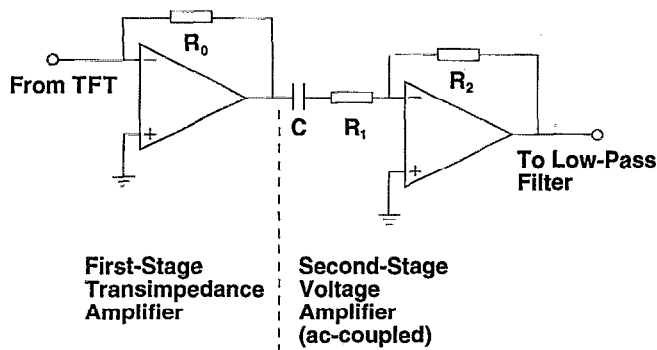 R₀
From TFT
−
+
C
R₁
R₂
−
+
To Low-Pass
Filter
First-Stage
Transimpedance
Amplifier
Second-Stage
Voltage
Amplifier
(ac-coupled)